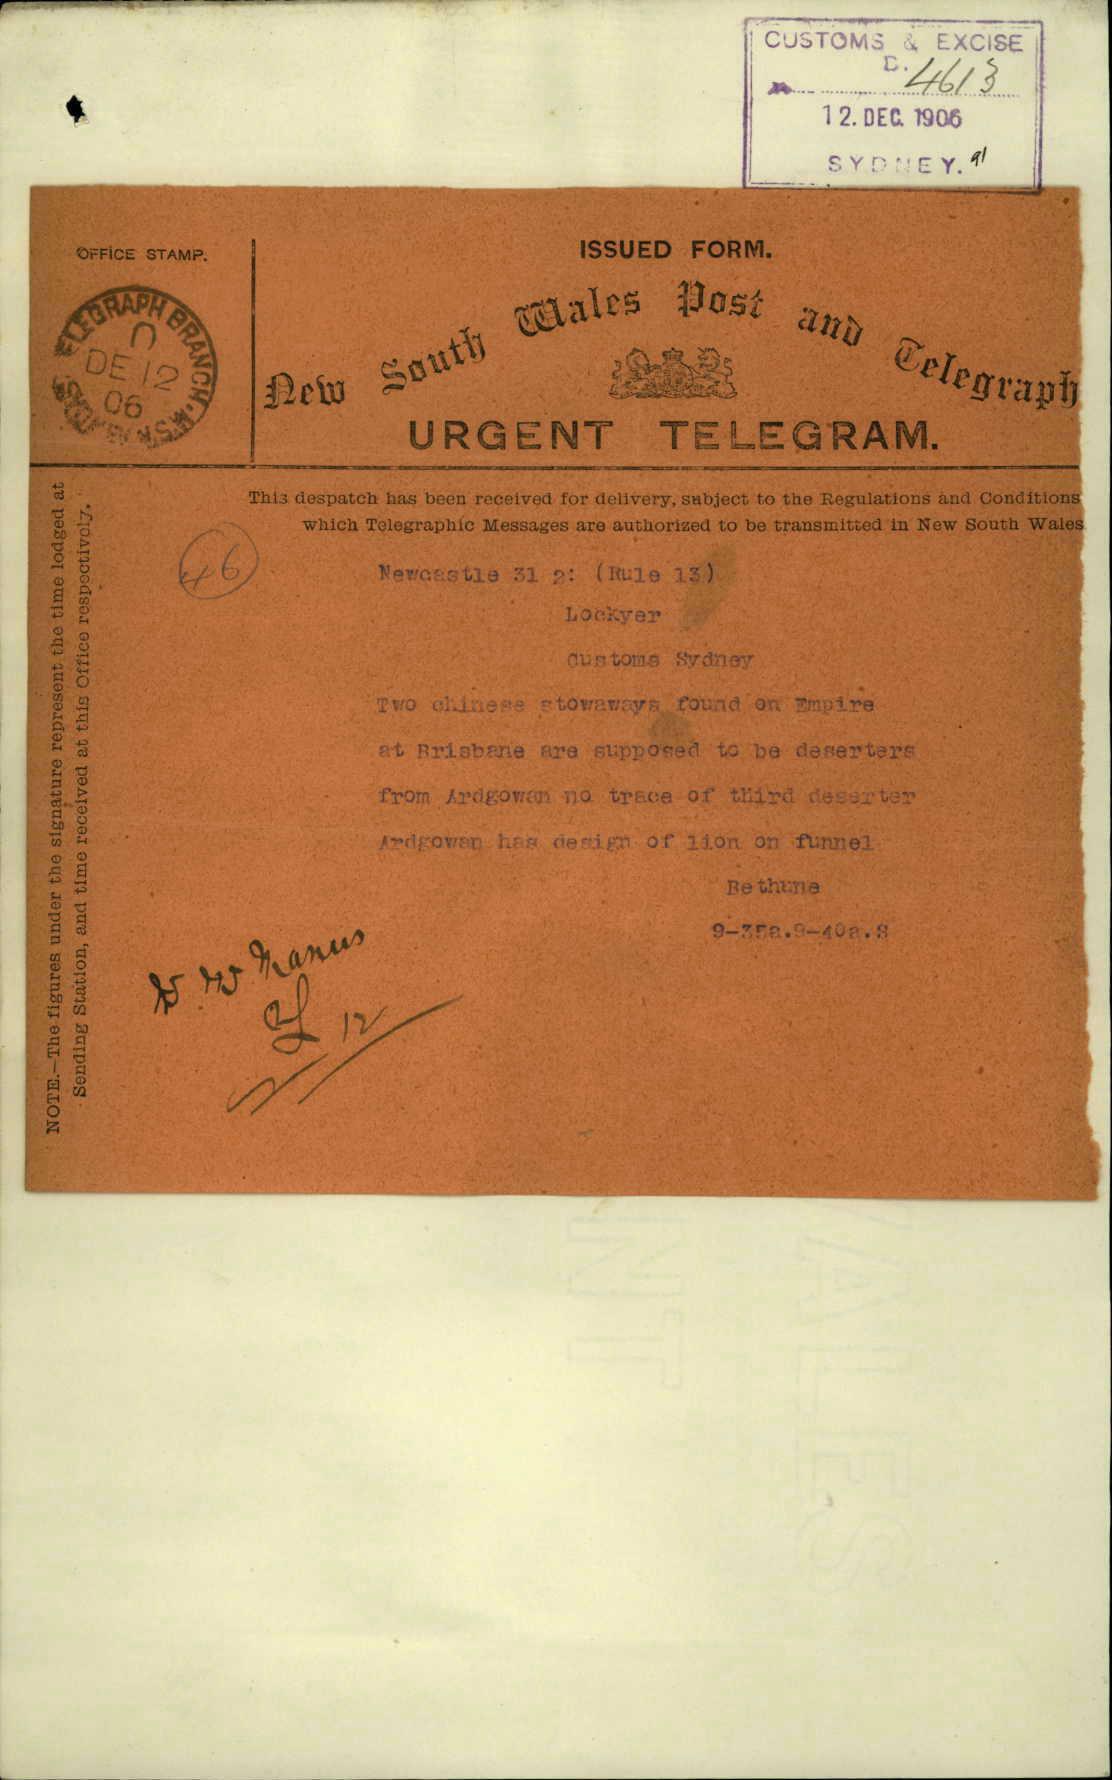 CUSTOMS & EXCISE
D. 4613
12. DEC. 1906
SYDNEY.
OFFICE STAMP.
TELEGRAPH BRANCH.
DE 12
06
ISSUED FORM.
New South Wales Post and Telegraph
URGENT TELEGRAM.
This despatch has been received for delivery, subject to the Regulations and Conditions
which Telegraphic Messages are authorized to be transmitted in New South Wales
NOTE.—The figures under the signature represent the time lodged at
Sending Station, and time received at this Office respectively.
46
Newcastle 31 2: (Rule 13)
Lockyer
Customs Sydney
Two chinese stowaways found on Empire
at Brisbane are supposed to be deserters
from Ardgowan no trace of third deserter
Ardgowan has design of lion on funnel
Bethune
9-35a.9-40a.S
12